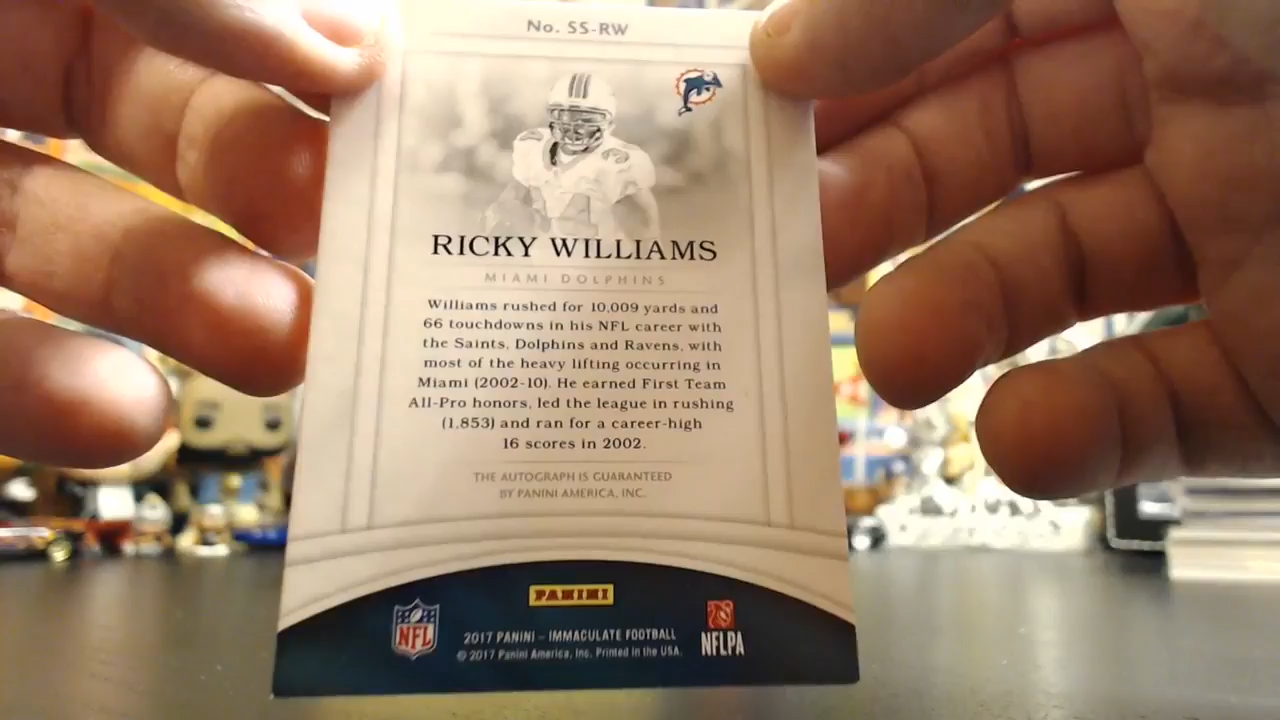 No. SS-RW
RICKY WILLIAMS
MIAMI DOLPHINS
Williams rushed for 10,009 yards and
66 touchdowns in his NFL career with
the Saints, Dolphins and Ravens, with
most of the heavy lifting occurring in
Miami (2002-10). He earned First Team
All-Pro honors, led the league in rushing
(1,853) and ran for a career-high
16 scores in 2002.
THE AUTOGRAPH IS GUARANTEED
BY PANINI AMERICA, INC.
PANINI
NFL
2017 PANINI – IMMACULATE FOOTBALL
© 2017 Panini America, Inc. Printed in the USA.
NFLPA